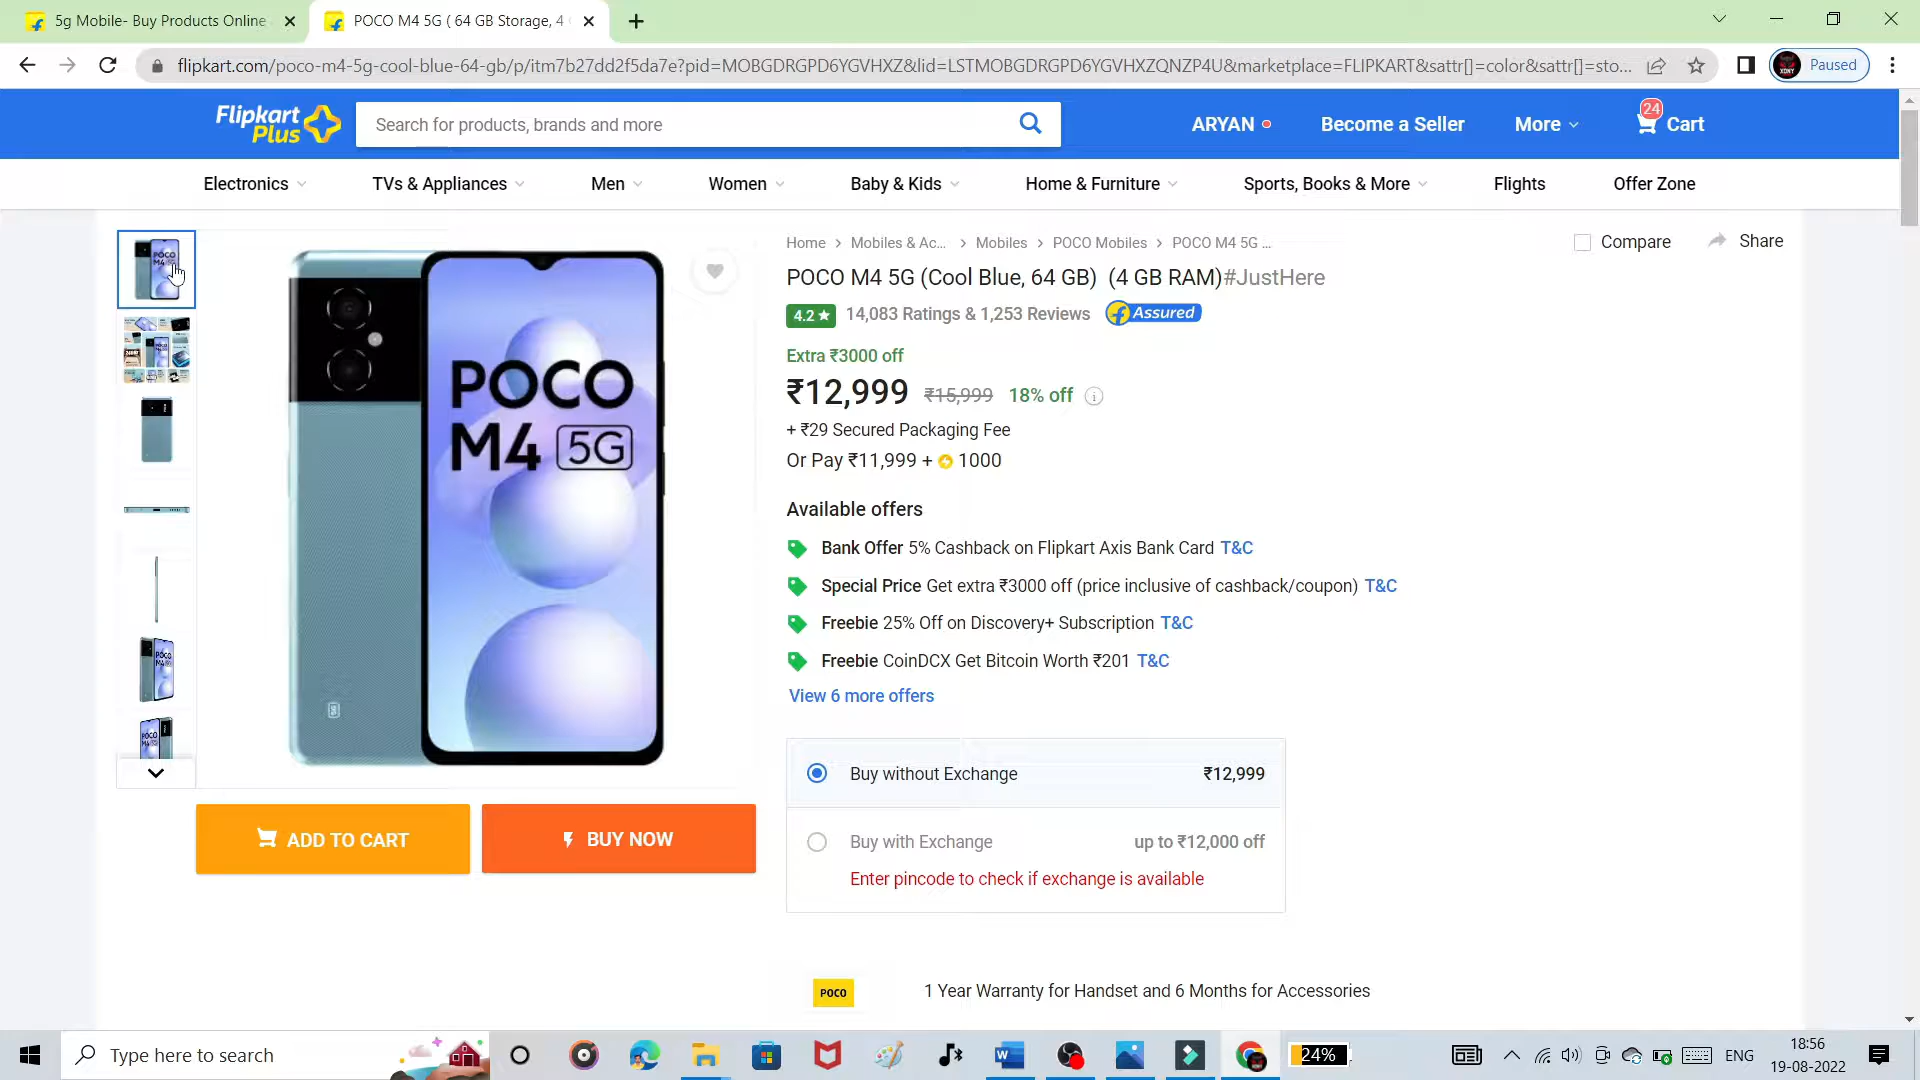 5g Mobile- Buy Products Online
POCO M4 5G ( 64 GB Storage, 4
flipkart.com/poco-m4-5g-cool-blue-64-gb/p/itm7b27dd2f5da7e?pid=MOBGDRGPD6YGVHXZ&lid=LSTMOBGDRGPD6YGVHXZQNZP4U&marketplace=FLIPKART&sattr[]=color&sattr[]=sto...
Paused
Flipkart
Plus
Search for products, brands and more
ARYAN
Become a Seller
More
24
Cart
Electronics
TVs & Appliances
Men
Women
Baby & Kids
Home & Furniture
Sports, Books & More
Flights
Offer Zone
Home
Mobiles & Ac...
Mobiles
POCO Mobiles
POCO M4 5G ...
Compare
Share
POCO M4 5G (Cool Blue, 64 GB) (4 GB RAM)#JustHere
4.2 ★ 14,083 Ratings & 1,253 Reviews Assured
Extra ₹3000 off
₹12,999 ₹15,999 18% off
+ ₹29 Secured Packaging Fee
Or Pay ₹11,999 + 1000
POCO
M4 5G
Available offers
Bank Offer 5% Cashback on Flipkart Axis Bank Card T&C
Special Price Get extra ₹3000 off (price inclusive of cashback/coupon) T&C
Freebie 25% Off on Discovery+ Subscription T&C
Freebie CoinDCX Get Bitcoin Worth ₹201 T&C
View 6 more offers
Buy without Exchange ₹12,999
Buy with Exchange up to ₹12,000 off
Enter pincode to check if exchange is available
ADD TO CART
BUY NOW
POCO
1 Year Warranty for Handset and 6 Months for Accessories
Type here to search
24%
ENG
18:56
19-08-2022